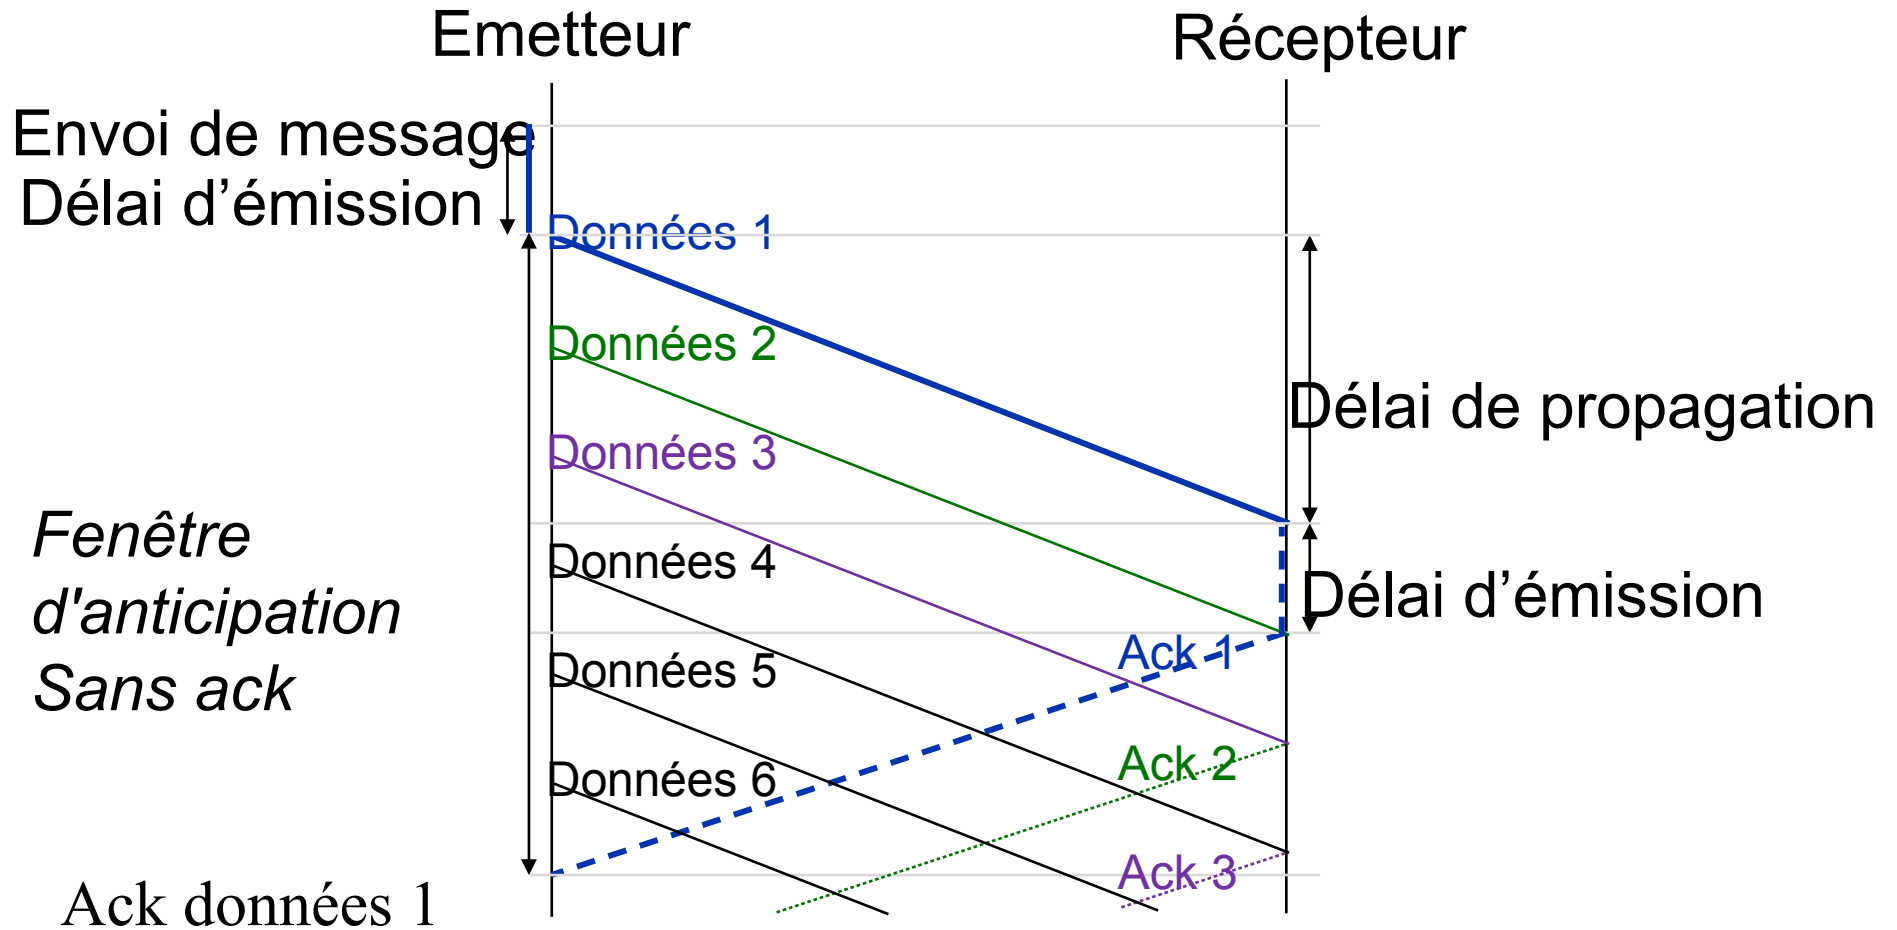 Emetteur
Récepteur
Envoi de message
Délai d’émission
Données 1
Données 2
Délai de propagation
Données 3
Fenêtre
d'anticipation
Sans ack
Données 4
Délai d’émission
Ack 1
Données 5
Ack 2
Données 6
Ack 3
Ack données 1